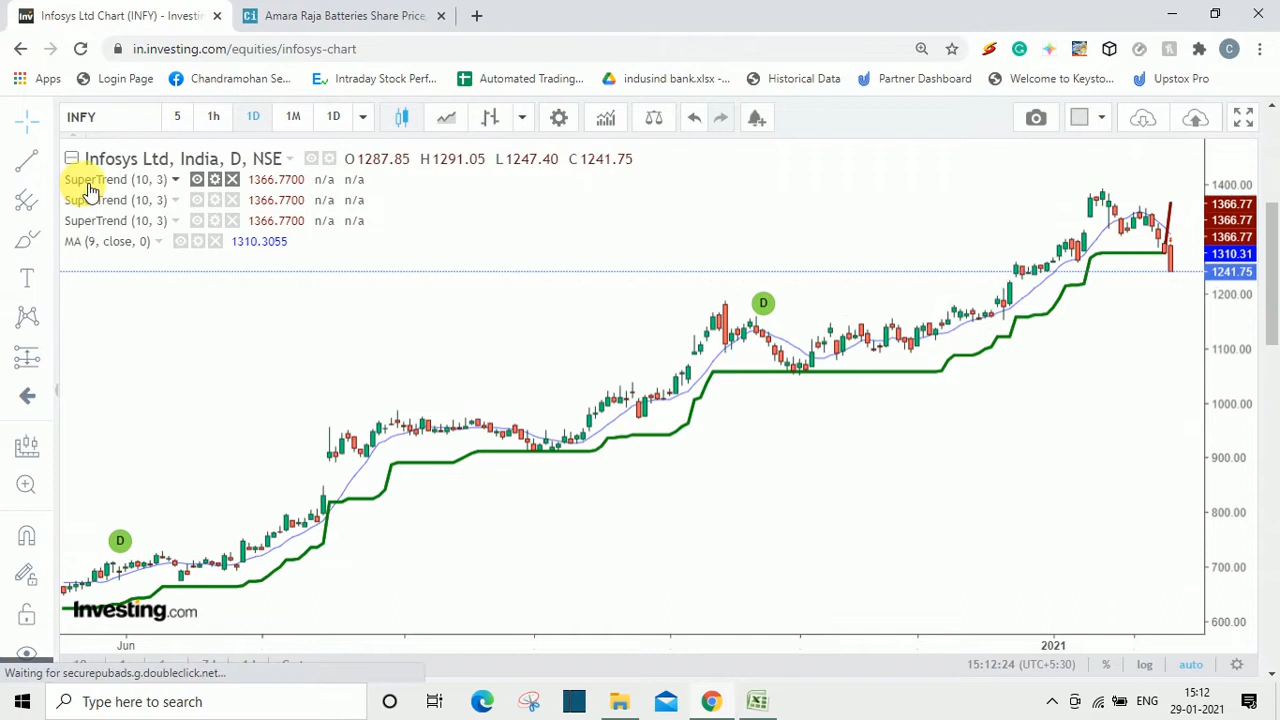 Infosys Ltd Chart (INFY) - Investin
Amara Raja Batteries Share Price,
in.investing.com/equities/infosys-chart
C
Apps Login Page Chandramohan Se... Intraday Stock Perf... Automated Trading... indusind bank.xlsx -... Historical Data Partner Dashboard Welcome to Keysto... Upstox Pro
INFY 5 1h 1D 1M 1D
Infosys Ltd, India, D, NSE O1287.85 H1291.05 L1247.40 C1241.75
SuperTrend (10, 3) 1366.7700 n/a n/a
SuperTrend (10, 3) 1366.7700 n/a n/a
SuperTrend (10, 3) 1366.7700 n/a n/a
MA (9, close, 0) 1310.3055
1400.00
1366.77
1366.77
1366.77
1310.31
1241.75
1200.00
1100.00
1000.00
900.00
800.00
700.00
600.00
D
D
Investing.com
Jun 2021
15:12:24 (UTC+5:30) % log auto
Waiting for securepubads.g.doubleclick.net...
Type here to search
ENG
15:12
29-01-2021